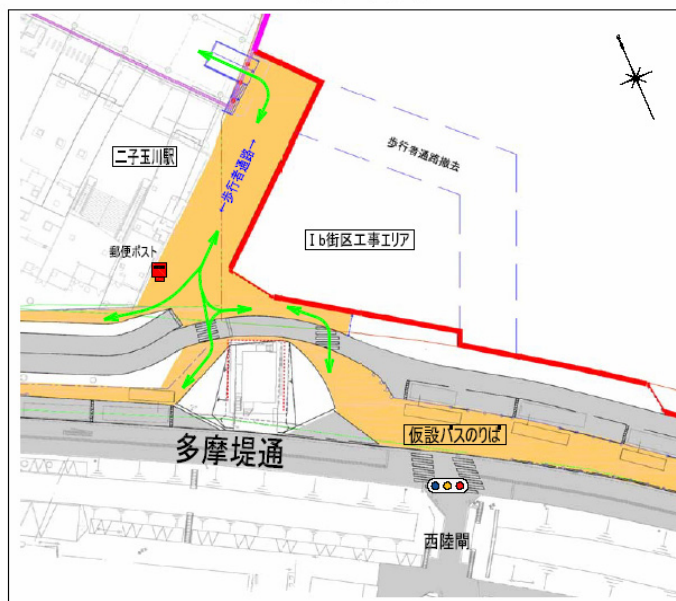 歩行者通路撤去
二子玉川駅
←歩行者通路→
Ⅰb街区工事エリア
郵便ポスト
仮設バスのりば
多摩堤通
西陸閘